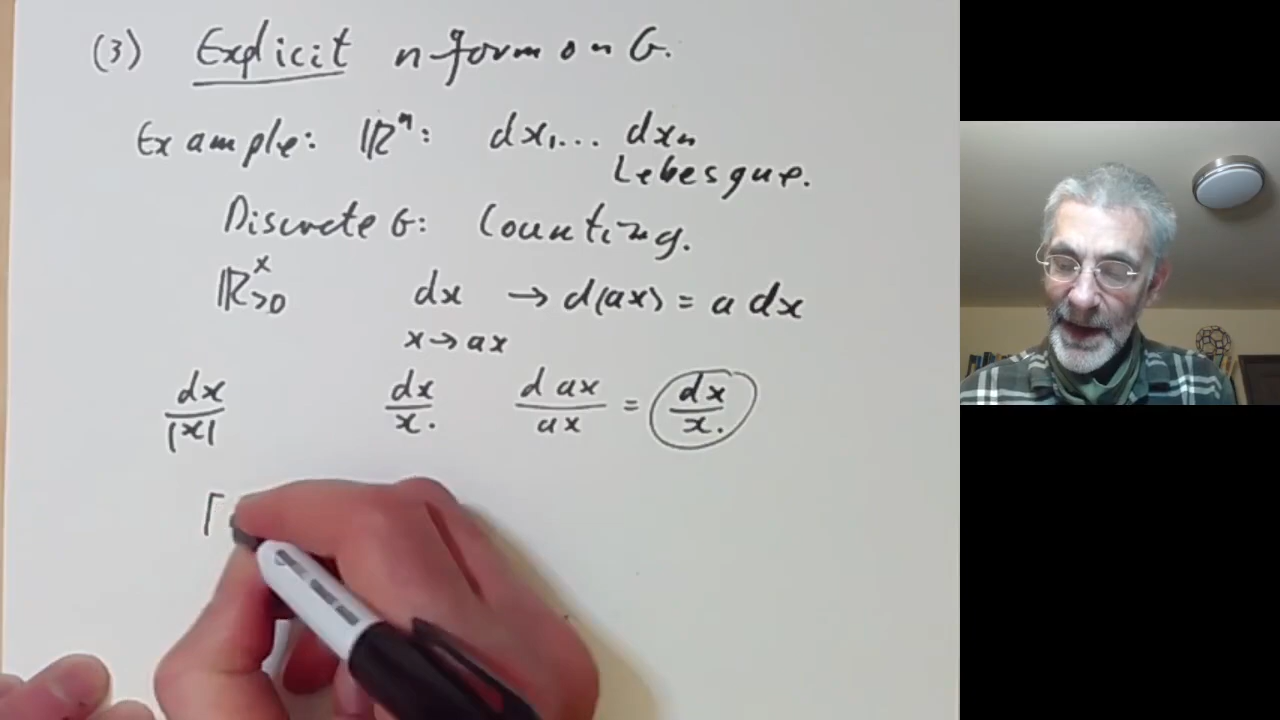 (3) Explicit n-form on G.
Example: ℝⁿ: dx₁... dxₙ
Lebesgue.
Discrete G: Counting.
ℝ^×_{>0} dx → d(ax) = a dx
x → ax
dx/|x| dx/x. d ax/ax = dx/x.
Γ